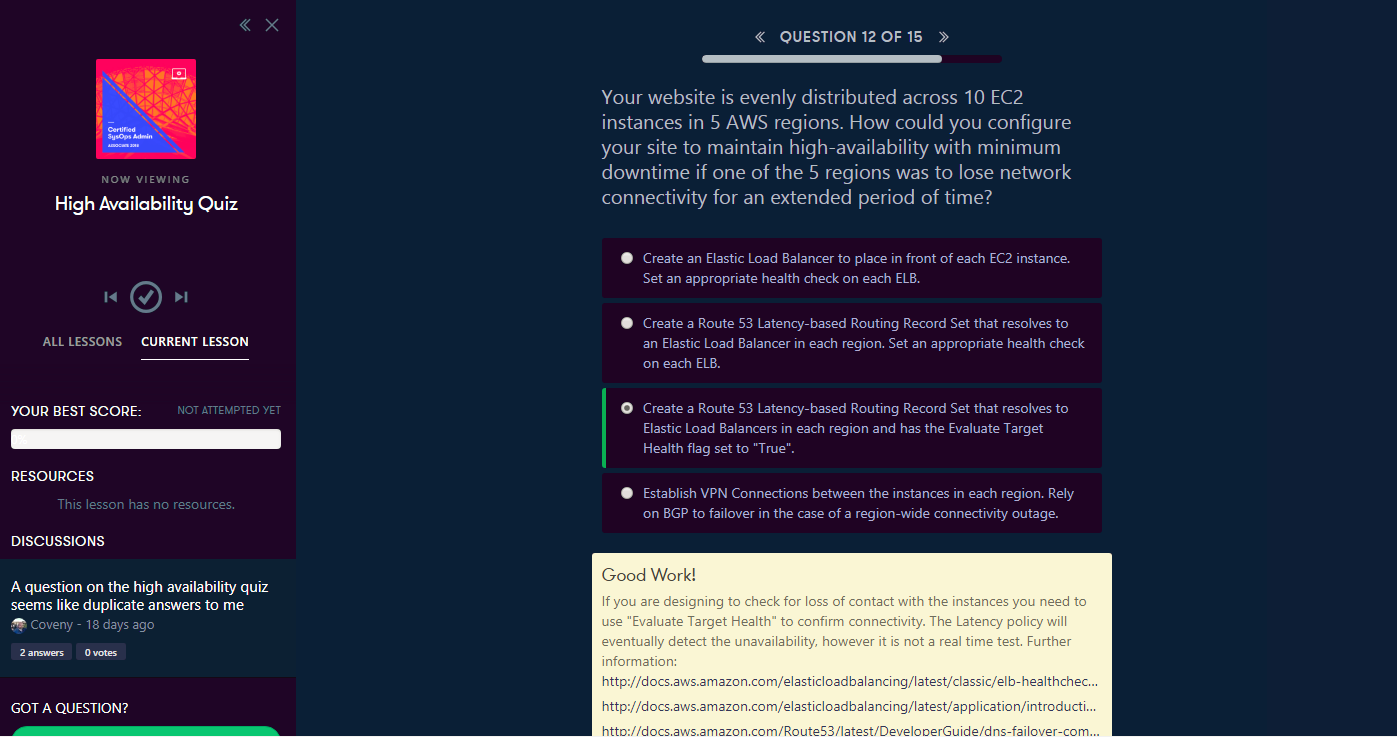 Certified
SysOps Admin
ASSOCIATE 2018
NOW VIEWING
High Availability Quiz
ALL LESSONS CURRENT LESSON
YOUR BEST SCORE: NOT ATTEMPTED YET
0%
RESOURCES
This lesson has no resources.
DISCUSSIONS
A question on the high availability quiz
seems like duplicate answers to me
Coveny - 18 days ago
2 answers 0 votes
GOT A QUESTION?
QUESTION 12 OF 15
Your website is evenly distributed across 10 EC2
instances in 5 AWS regions. How could you configure
your site to maintain high-availability with minimum
downtime if one of the 5 regions was to lose network
connectivity for an extended period of time?
Create an Elastic Load Balancer to place in front of each EC2 instance.
Set an appropriate health check on each ELB.
Create a Route 53 Latency-based Routing Record Set that resolves to
an Elastic Load Balancer in each region. Set an appropriate health check
on each ELB.
Create a Route 53 Latency-based Routing Record Set that resolves to
Elastic Load Balancers in each region and has the Evaluate Target
Health flag set to "True".
Establish VPN Connections between the instances in each region. Rely
on BGP to failover in the case of a region-wide connectivity outage.
Good Work!
If you are designing to check for loss of contact with the instances you need to
use "Evaluate Target Health" to confirm connectivity. The Latency policy will
eventually detect the unavailability, however it is not a real time test. Further
information:
http://docs.aws.amazon.com/elasticloadbalancing/latest/classic/elb-healthchec...
http://docs.aws.amazon.com/elasticloadbalancing/latest/application/introducti...
http://docs.aws.amazon.com/Route53/latest/DeveloperGuide/dns-failover-com...